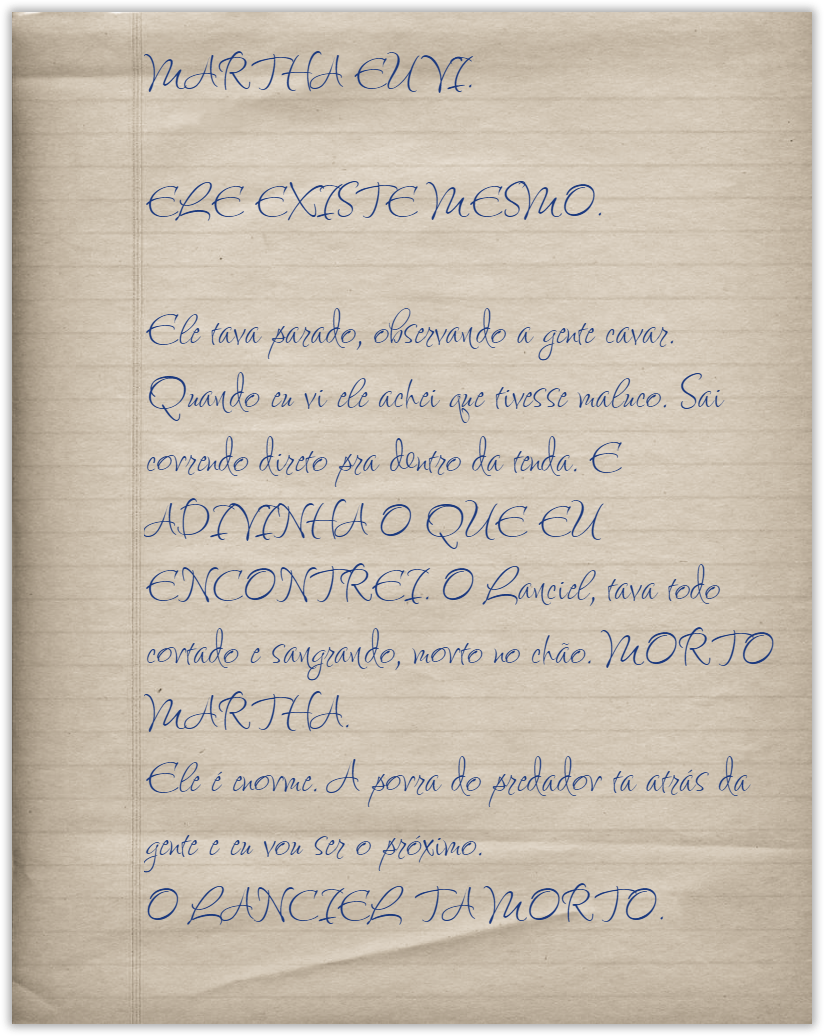 MARTHA EU VI.
ELE EXISTE MESMO.
Ele tava parado, observando a gente cavar.
Quando eu vi ele achei que tivesse maluco. Sai
correndo direto pra dentro da tenda. E
ADIVINHA O QUE EU
ENCONTREI. O Lanciel, tava todo
cortado e sangrando, morto no chão. MORTO
MARTHA.
Ele é enorme. A porra do predador ta atrás da
gente e eu vou ser o próximo.
O LANCIEL TA MORTO.